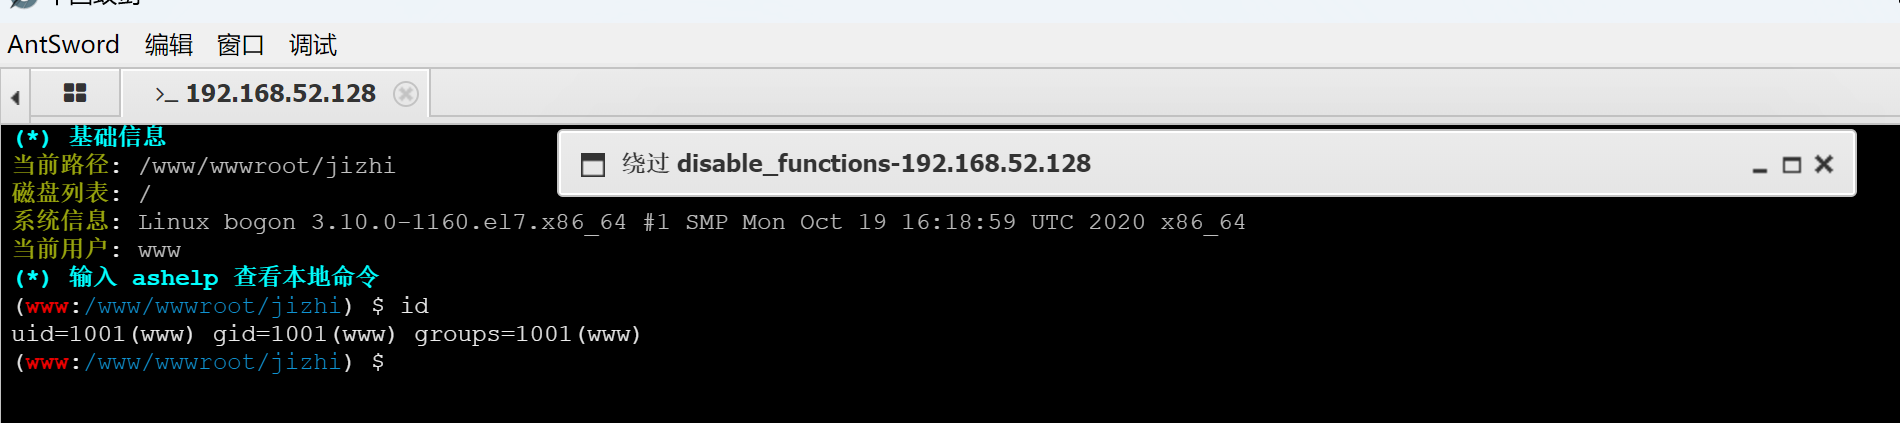 AntSword 编辑 窗口 调试
>_ 192.168.52.128
(*) 基础信息
绕过 disable_functions-192.168.52.128
当前路径: /www/wwwroot/jizhi
磁盘列表: /
系统信息: Linux bogon 3.10.0-1160.el7.x86_64 #1 SMP Mon Oct 19 16:18:59 UTC 2020 x86_64
当前用户: www
(*) 输入 ashelp 查看本地命令
(www:/www/wwwroot/jizhi) $ id
uid=1001(www) gid=1001(www) groups=1001(www)
(www:/www/wwwroot/jizhi) $